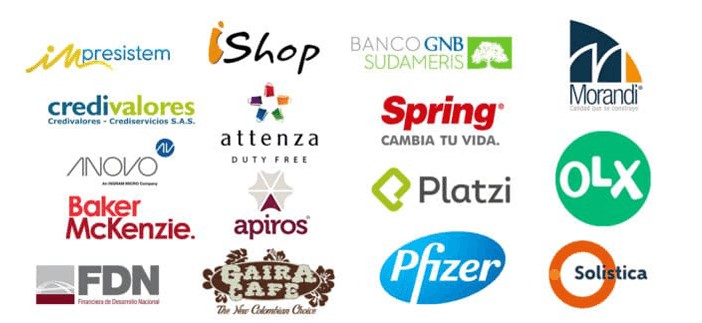 impresistem
iShop
BANCO GNB
SUDAMERIS
Morandi®
Calidad que te construye
credivalores
Credivalores - Crediservicios S.A.S.
attenza
DUTY FREE
Spring®
CAMBIA TU VIDA.
ANOVO
An INGRAM MICRO Company
Platzi
OLX
Baker
McKenzie.
apiros®
FDN
Financiera de Desarrollo Nacional
GAIRA
CAFÉ
The New Colombian Choice
Pfizer
Solistica